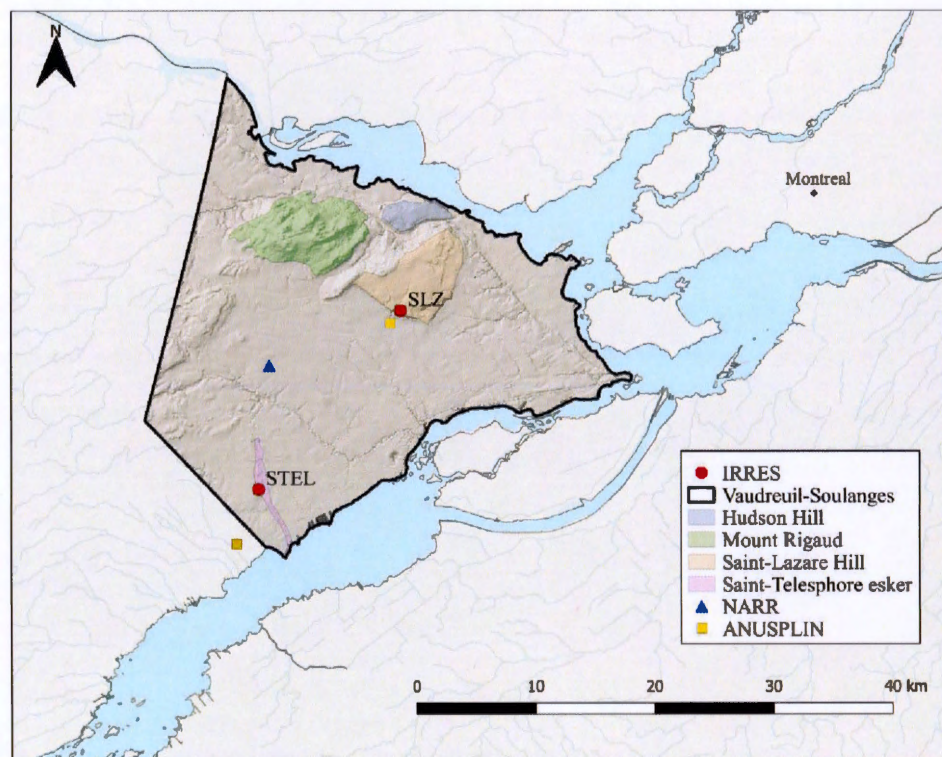 N
Montreal
SLZ
STEL
IRRES
Vaudreuil-Soulanges
Hudson Hill
Mount Rigaud
Saint-Lazare Hill
Saint-Telesphore esker
NARR
ANUSPLIN
0 10 20 30 40 km